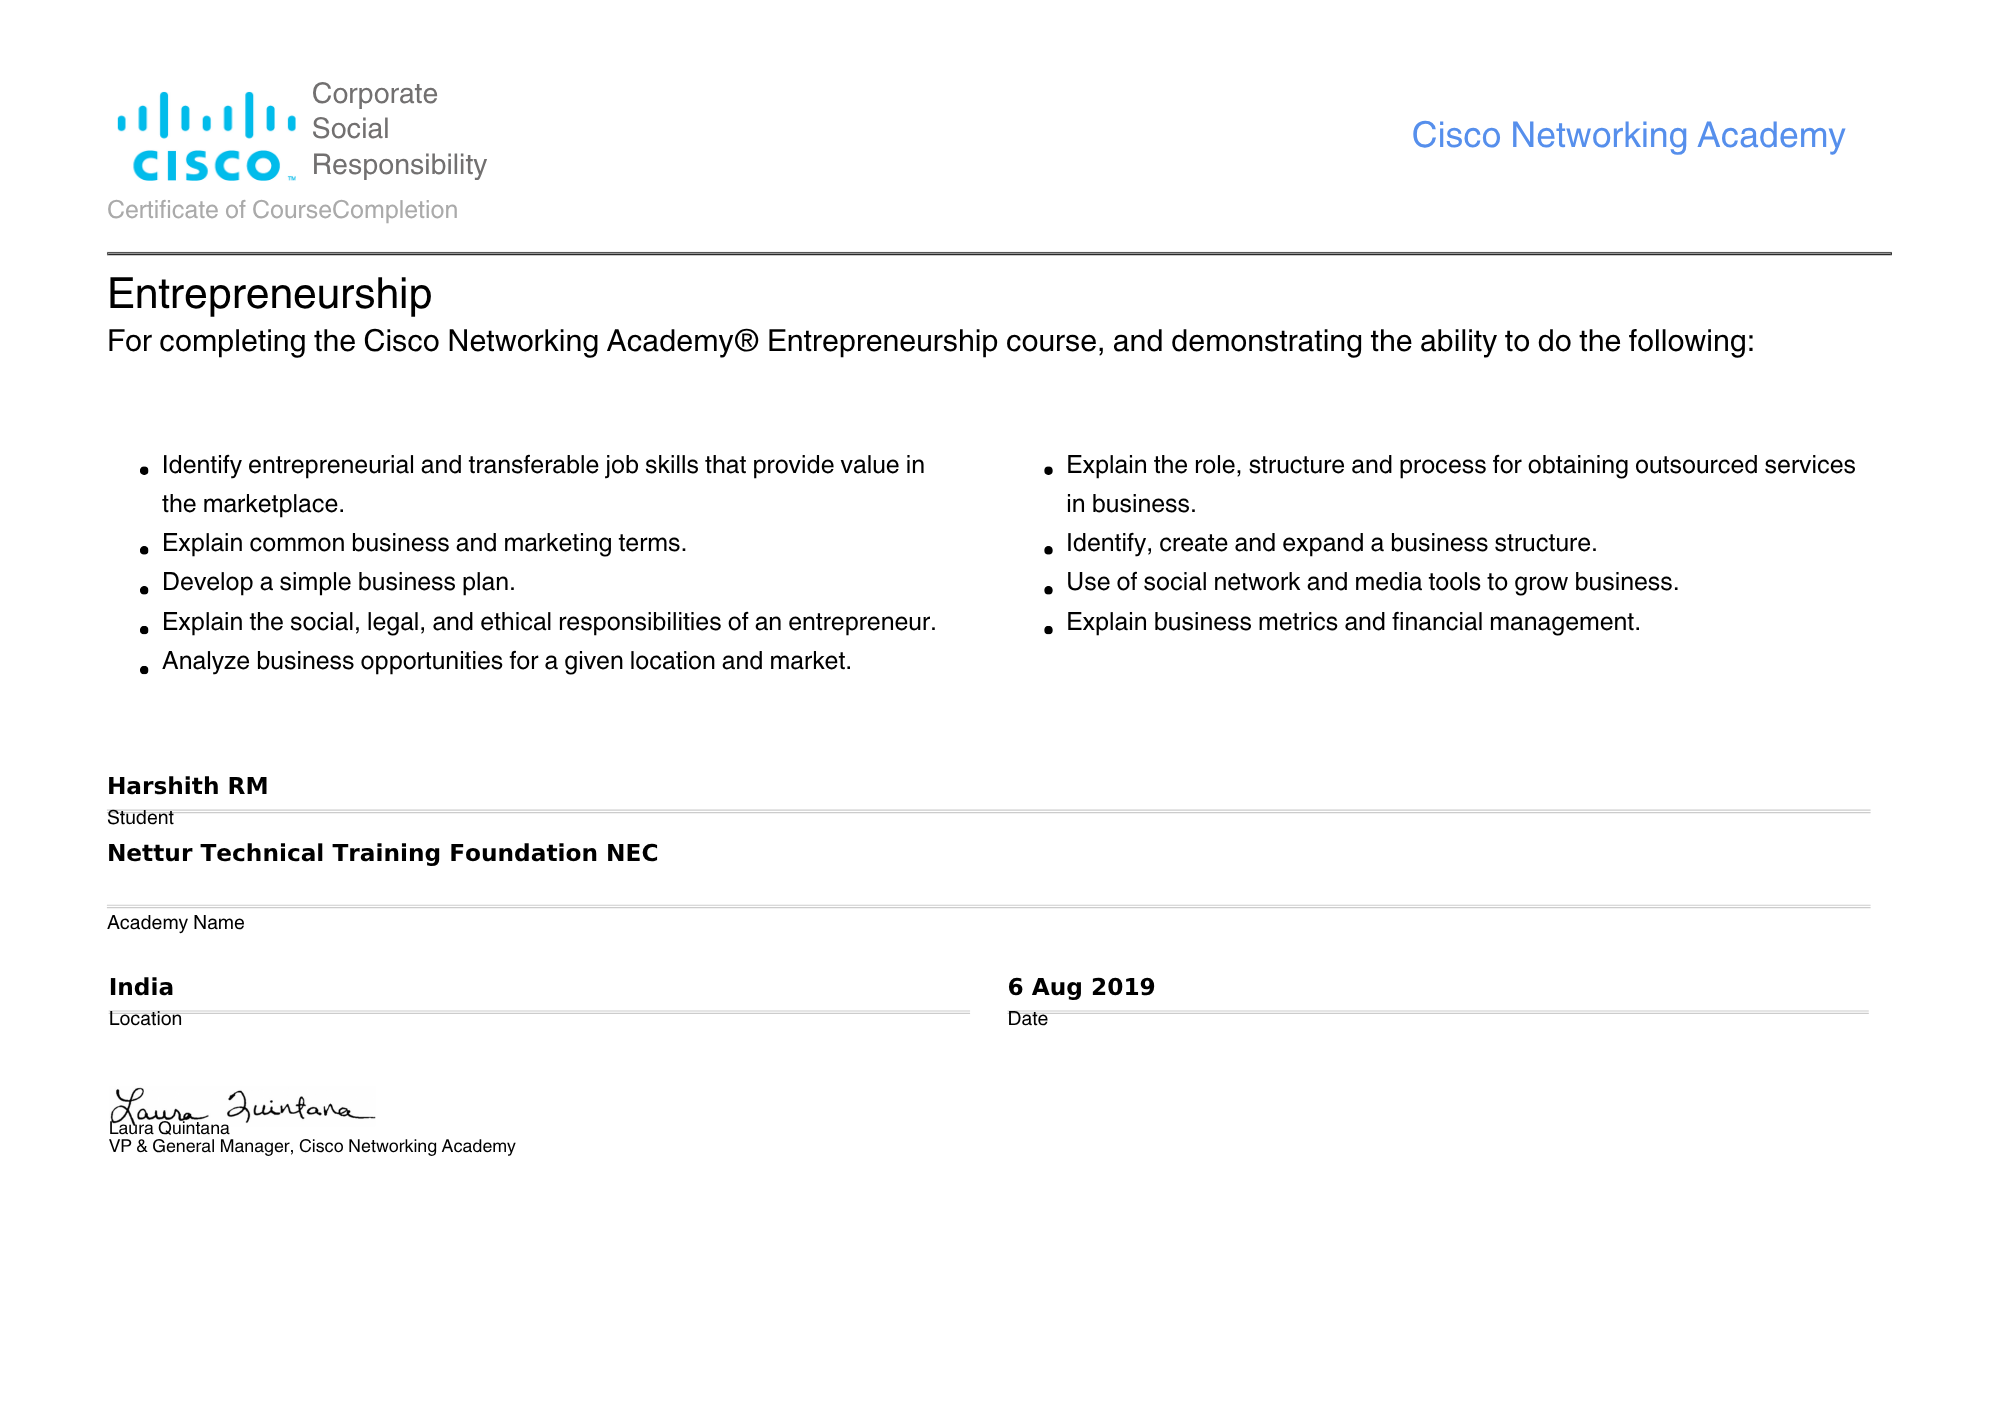 Corporate
Social
Responsibility
CISCO™
Certificate of CourseCompletion
Cisco Networking Academy
Entrepreneurship
For completing the Cisco Networking Academy® Entrepreneurship course, and demonstrating the ability to do the following:
• Identify entrepreneurial and transferable job skills that provide value in
the marketplace.
• Explain common business and marketing terms.
• Develop a simple business plan.
• Explain the social, legal, and ethical responsibilities of an entrepreneur.
• Analyze business opportunities for a given location and market.
• Explain the role, structure and process for obtaining outsourced services
in business.
• Identify, create and expand a business structure.
• Use of social network and media tools to grow business.
• Explain business metrics and financial management.
Harshith RM
Student
Nettur Technical Training Foundation NEC
Academy Name
India
Location
6 Aug 2019
Date
Laura Quintana
Laura Quintana
VP & General Manager, Cisco Networking Academy